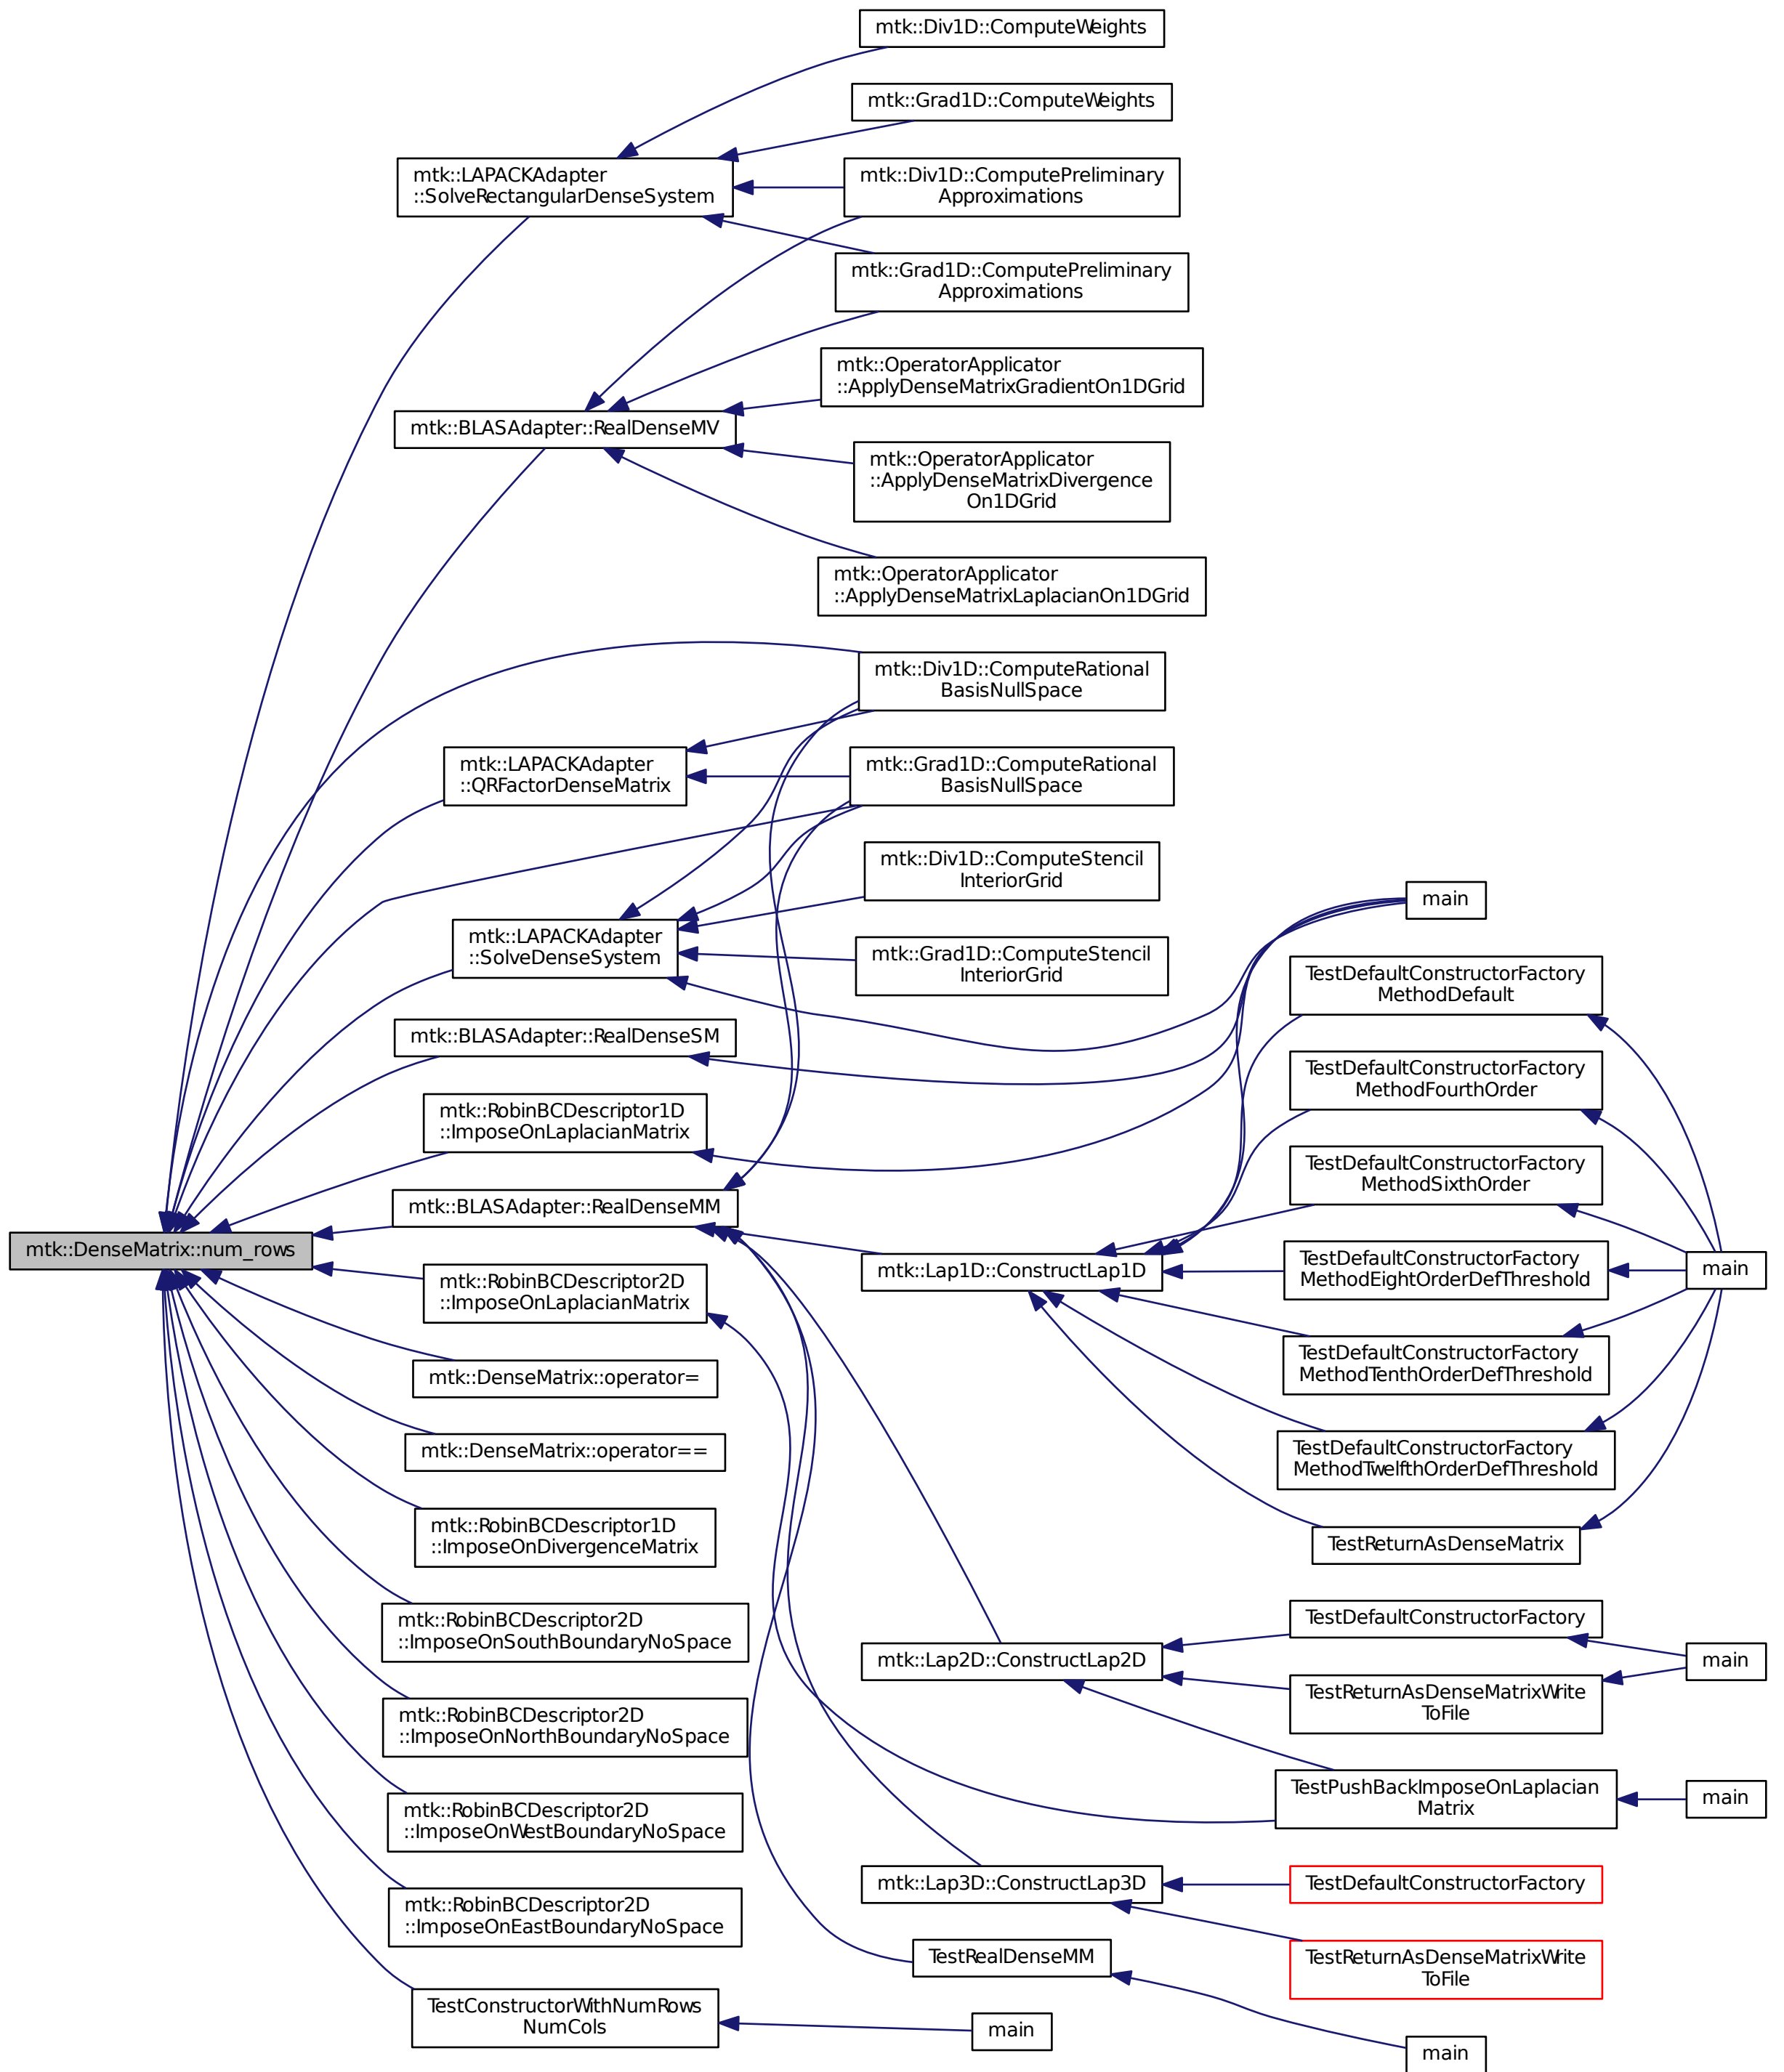 mtk::Div1D::ComputeWeights
mtk::Grad1D::ComputeWeights
mtk::LAPACKAdapter
::SolveRectangularDenseSystem
mtk::Div1D::ComputePreliminary
Approximations
mtk::Grad1D::ComputePreliminary
Approximations
mtk::OperatorApplicator
::ApplyDenseMatrixGradientOn1DGrid
mtk::BLASAdapter::RealDenseMV
mtk::OperatorApplicator
::ApplyDenseMatrixDivergence
On1DGrid
mtk::OperatorApplicator
::ApplyDenseMatrixLaplacianOn1DGrid
mtk::Div1D::ComputeRational
BasisNullSpace
mtk::LAPACKAdapter
::QRFactorDenseMatrix
mtk::Grad1D::ComputeRational
BasisNullSpace
mtk::Div1D::ComputeStencil
InteriorGrid
main
mtk::LAPACKAdapter
::SolveDenseSystem
mtk::Grad1D::ComputeStencil
InteriorGrid
TestDefaultConstructorFactory
MethodDefault
mtk::BLASAdapter::RealDenseSM
TestDefaultConstructorFactory
MethodFourthOrder
mtk::RobinBCDescriptor1D
::ImposeOnLaplacianMatrix
TestDefaultConstructorFactory
MethodSixthOrder
mtk::BLASAdapter::RealDenseMM
mtk::DenseMatrix::num_rows
mtk::Lap1D::ConstructLap1D
TestDefaultConstructorFactory
MethodEightOrderDefThreshold
main
mtk::RobinBCDescriptor2D
::ImposeOnLaplacianMatrix
TestDefaultConstructorFactory
MethodTenthOrderDefThreshold
mtk::DenseMatrix::operator=
mtk::DenseMatrix::operator==
TestDefaultConstructorFactory
MethodTwelfthOrderDefThreshold
mtk::RobinBCDescriptor1D
::ImposeOnDivergenceMatrix
TestReturnAsDenseMatrix
mtk::RobinBCDescriptor2D
::ImposeOnSouthBoundaryNoSpace
TestDefaultConstructorFactory
mtk::Lap2D::ConstructLap2D
main
TestReturnAsDenseMatrixWrite
ToFile
mtk::RobinBCDescriptor2D
::ImposeOnNorthBoundaryNoSpace
TestPushBackImposeOnLaplacian
Matrix
main
mtk::RobinBCDescriptor2D
::ImposeOnWestBoundaryNoSpace
mtk::Lap3D::ConstructLap3D
TestDefaultConstructorFactory
mtk::RobinBCDescriptor2D
::ImposeOnEastBoundaryNoSpace
TestRealDenseMM
TestReturnAsDenseMatrixWrite
ToFile
TestConstructorWithNumRows
NumCols
main
main